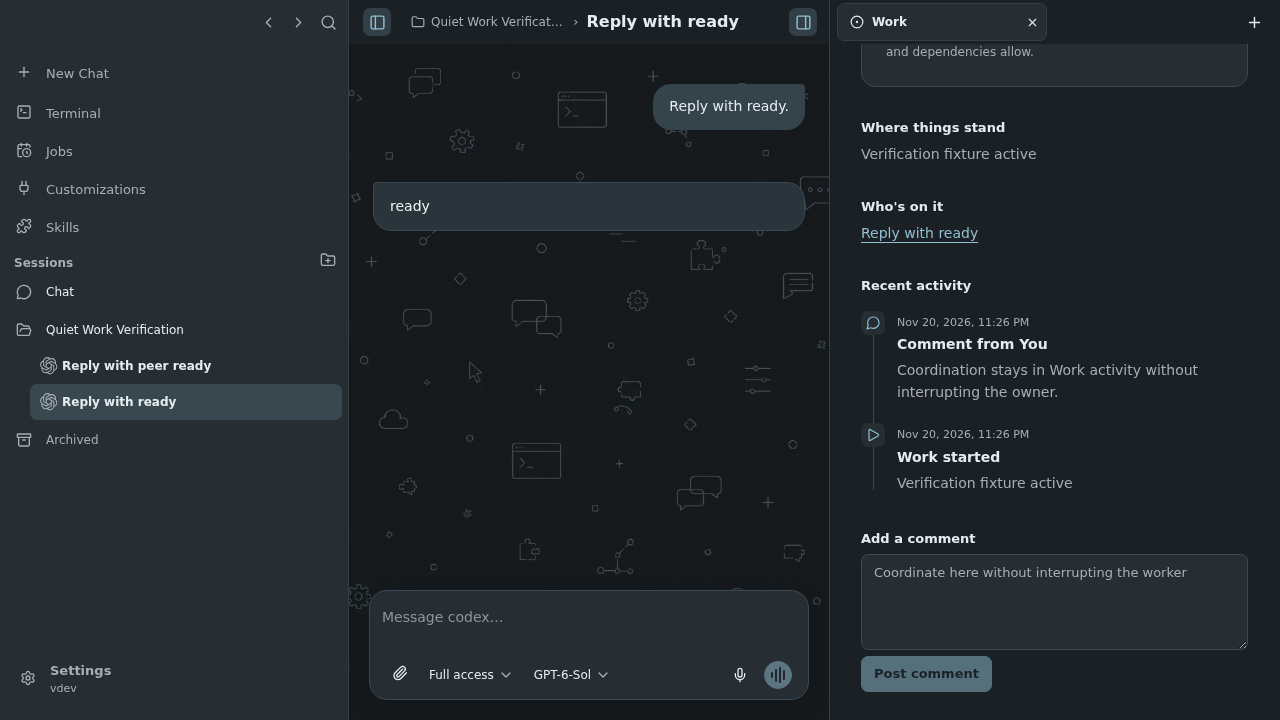 New Chat
Terminal
Jobs
Customizations
Skills
Sessions
Chat
Quiet Work Verification
Reply with peer ready
Reply with ready
Archived
Settings
vdev
Quiet Work Verificat... › Reply with ready
Reply with ready.
ready
Message codex...
Full access
GPT-6-Sol
Work
and dependencies allow.
Where things stand
Verification fixture active
Who's on it
Reply with ready
Recent activity
Nov 20, 2026, 11:26 PM
Comment from You
Coordination stays in Work activity without
interrupting the owner.
Nov 20, 2026, 11:26 PM
Work started
Verification fixture active
Add a comment
Coordinate here without interrupting the worker
Post comment